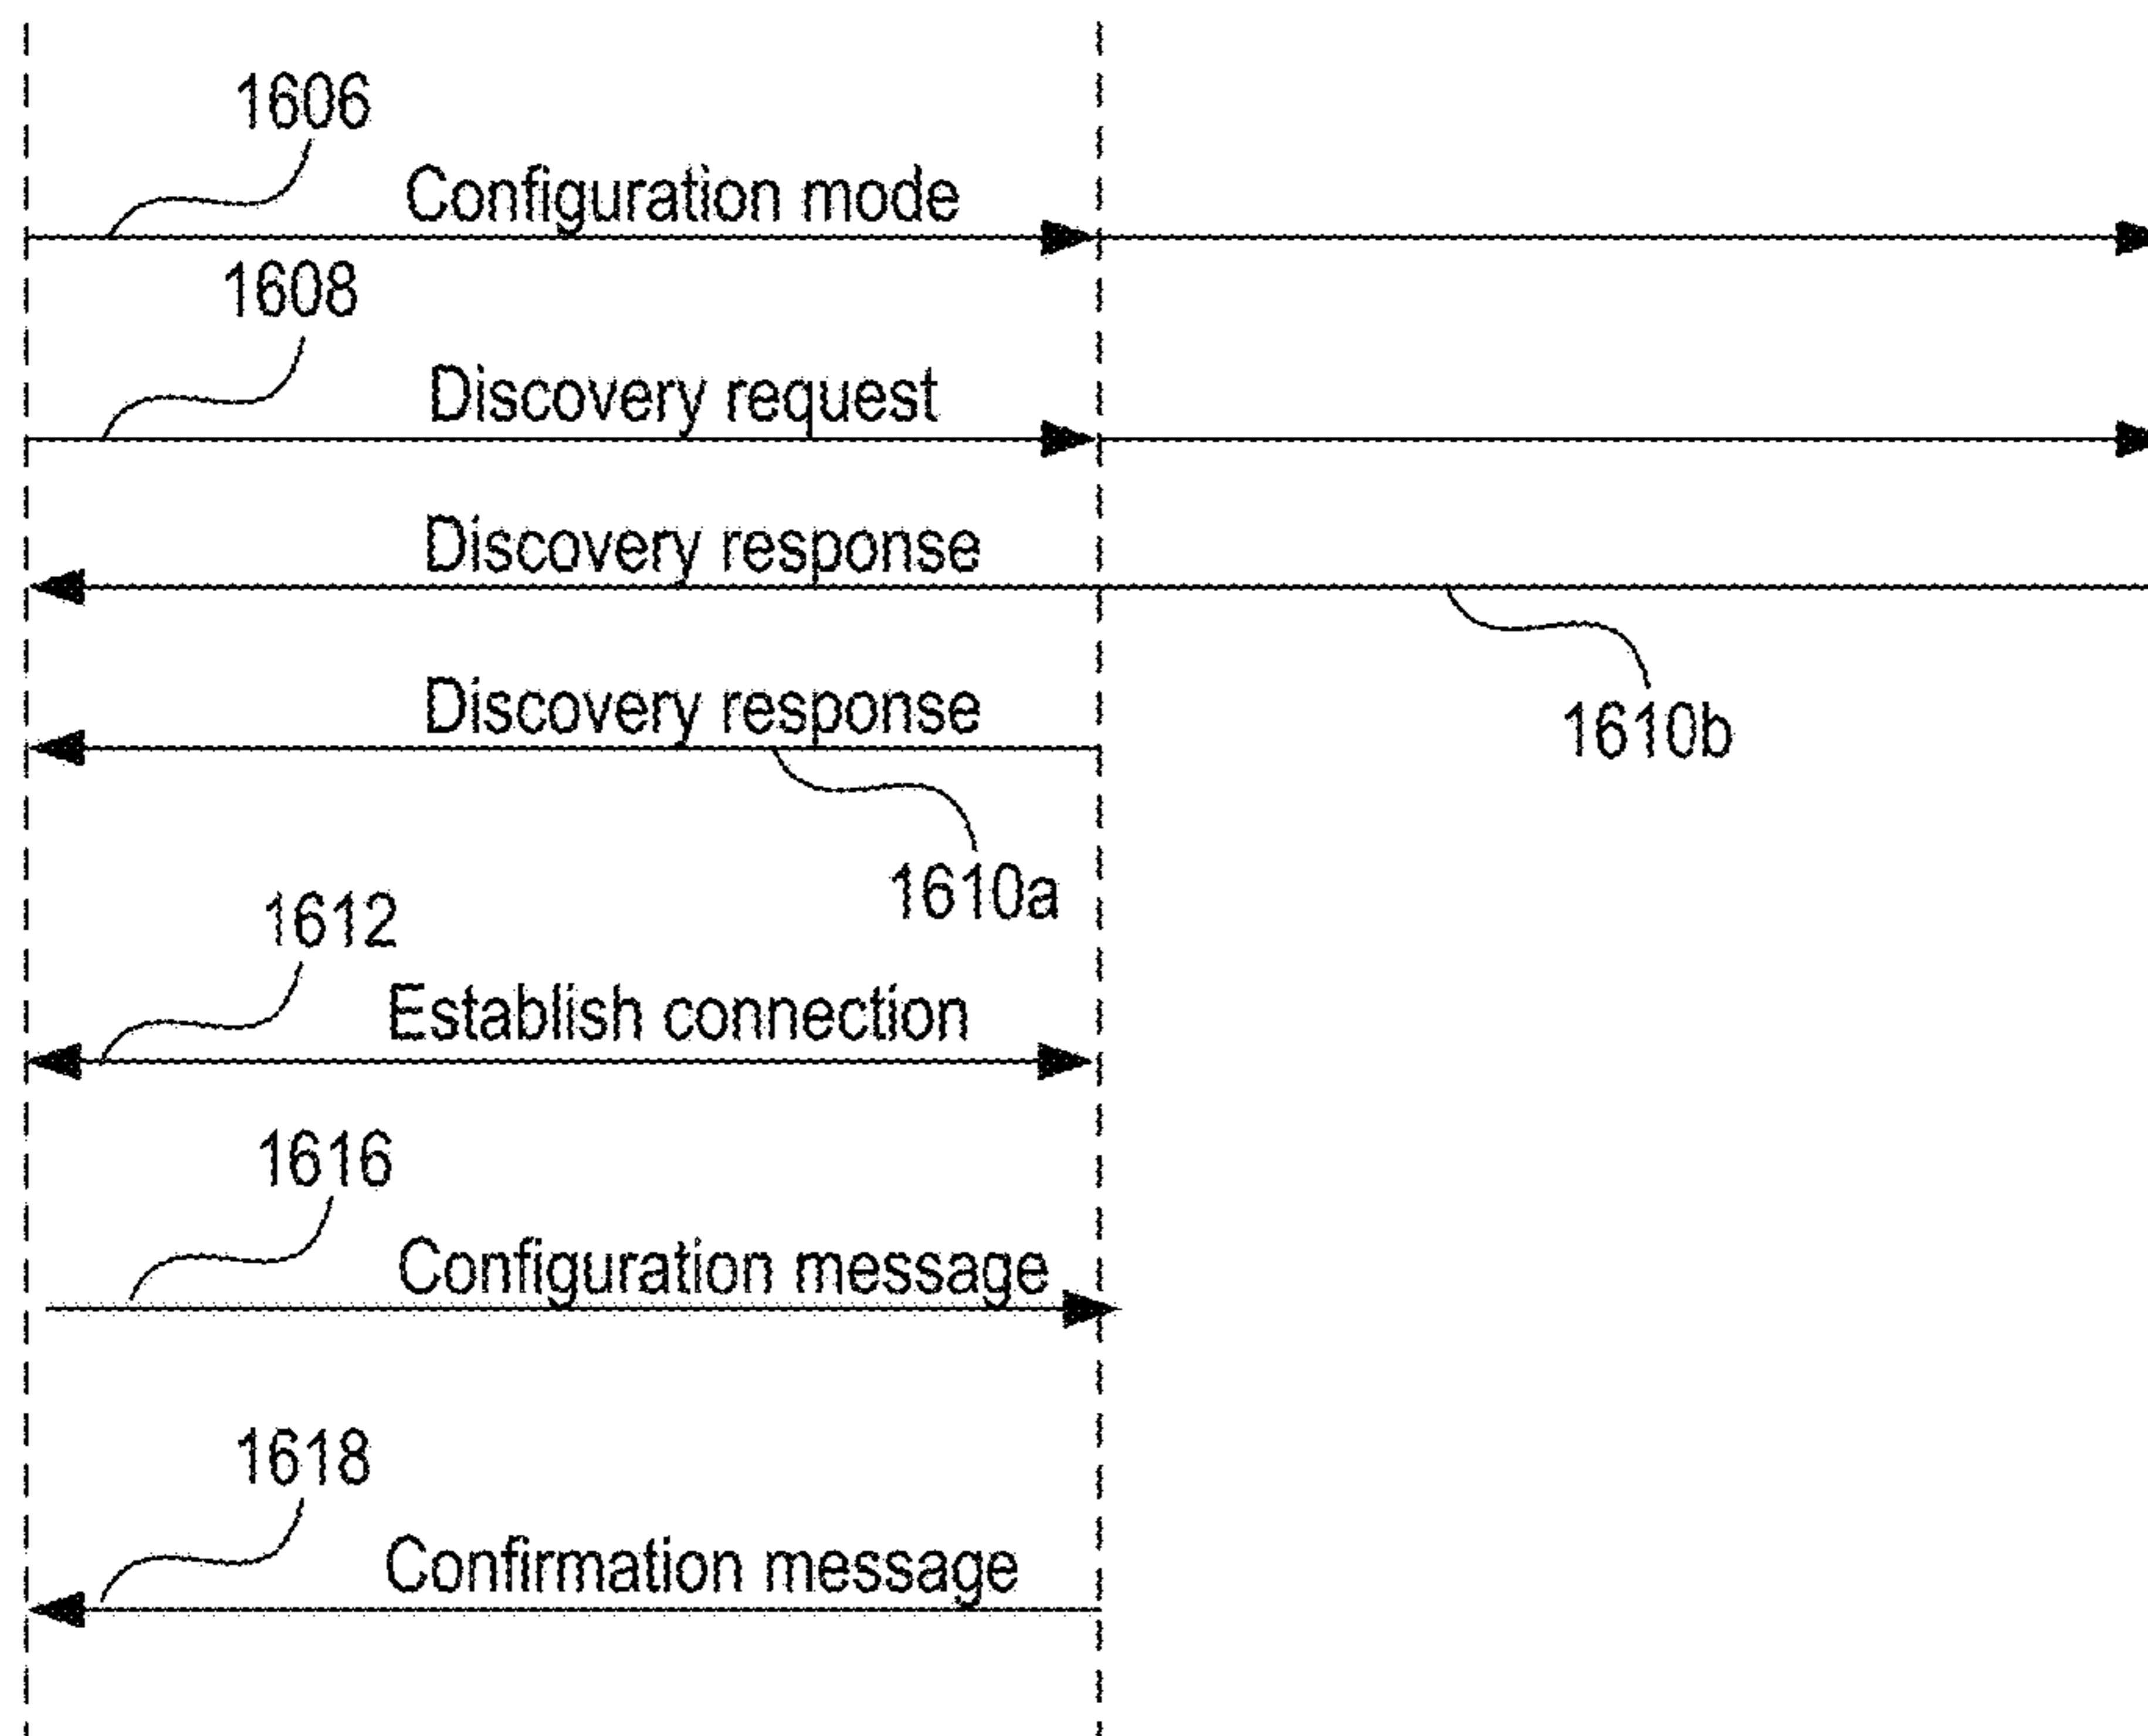 1606
Configuration mode
1608
Discovery request
Discovery response
1610b
Discovery response
1610a
1612
Establish connection
1616
Configuration message
1618
Confirmation message